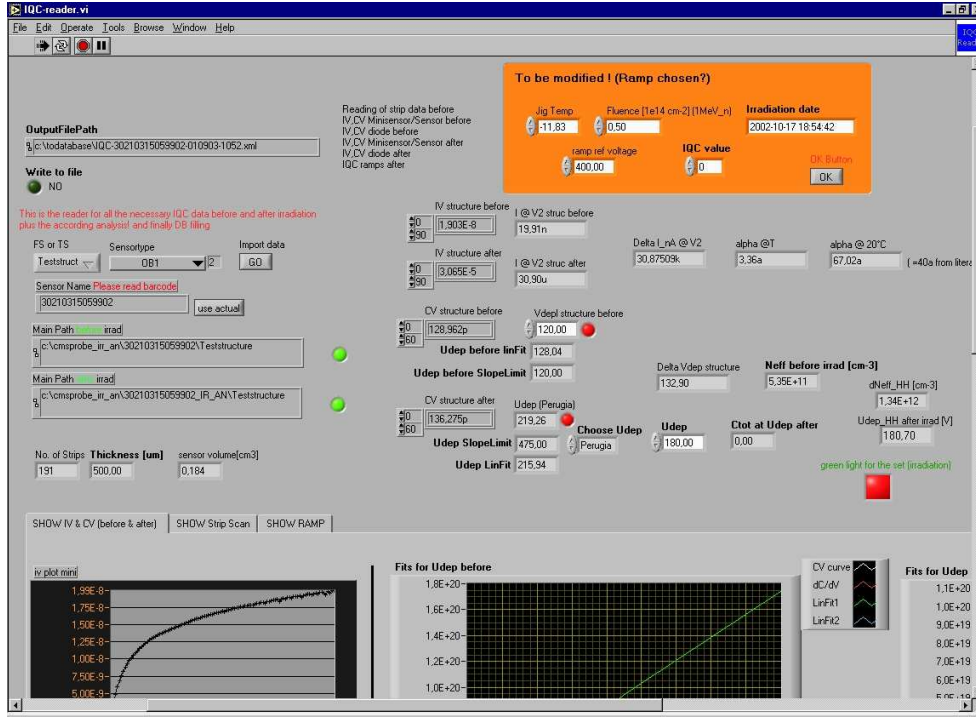 IQC-reader.vi
File Edit Operate Tools Browse Window Help
IQC
Read
To be modified ! (Ramp chosen?)
Jig Temp
-11,83
Fluence [1e14 cm-2] (1MeV_n)
0,50
Irradiation date
2002-10-17 18:54:42
ramp ref voltage
400,00
IQC value
0
OK Button
OK
Reading of strip data before
IV,CV Minisensor/Sensor before
IV,CV diode before
IV,CV Minisensor/Sensor after
IV,CV diode after
IQC ramps after
OutputFilePath
c:\todatabase\IQC-30210315059902-010903-1052.xml
Write to file
NO
This is the reader for all the necessary IQC data before and after irradiation
plus the according analysis! and finally DB filling
FS or TS
Teststruct
Sensortype
OB1
2
Import data
GO
Sensor Name Please read barcode
30210315059902
use actual
Main Path before irrad
c:\cmsprobe_irr_an\30210315059902\Teststructure
Main Path irrad
c:\cmsprobe_irr_an\30210315059902_IR_AN\Teststructure
No. of Strips
191
Thickness [um]
500,00
sensor volume[cm3]
0,184
IV structure before
0
90
1,903E-8
I @ V2 struc before
19,91n
IV structure after
0
90
3,065E-5
I @ V2 struc after
30,90u
Delta I_nA @ V2
30,87509k
alpha @T
3,36a
alpha @ 20°C
67,02a
( =40a from litera
CV structure before
0
60
128,962p
Vdepl structure before
120,00
Udep before linFit 128,04
Udep before SlopeLimit 120,00
CV structure after
0
60
136,275p
Udep (Perugia)
219,26
Udep SlopeLimit 475,00
Udep LinFit 215,94
Choose Udep
Perugia
Udep
180,00
Delta Vdep structure
132,90
Neff before irrad [cm-3]
5,35E+11
dNeff_HH [cm-3]
1,34E+12
Ctot at Udep after
0,00
Udep_HH after irrad [V]
180,70
green light for the set (irradiation)
SHOW IV & CV (before & after) SHOW Strip Scan SHOW RAMP
iv plot mini
1,99E-8
1,75E-8
1,50E-8
1,25E-8
1,00E-8
7,50E-9
5,00E-9
Fits for Udep before
1,8E+20
1,6E+20
1,4E+20
1,2E+20
1,0E+20
CV curve
dC/dV
LinFit1
LinFit2
Fits for Udep
1,1E+20
1,0E+20
9,0E+19
8,0E+19
7,0E+19
6,0E+19
5,0E+19